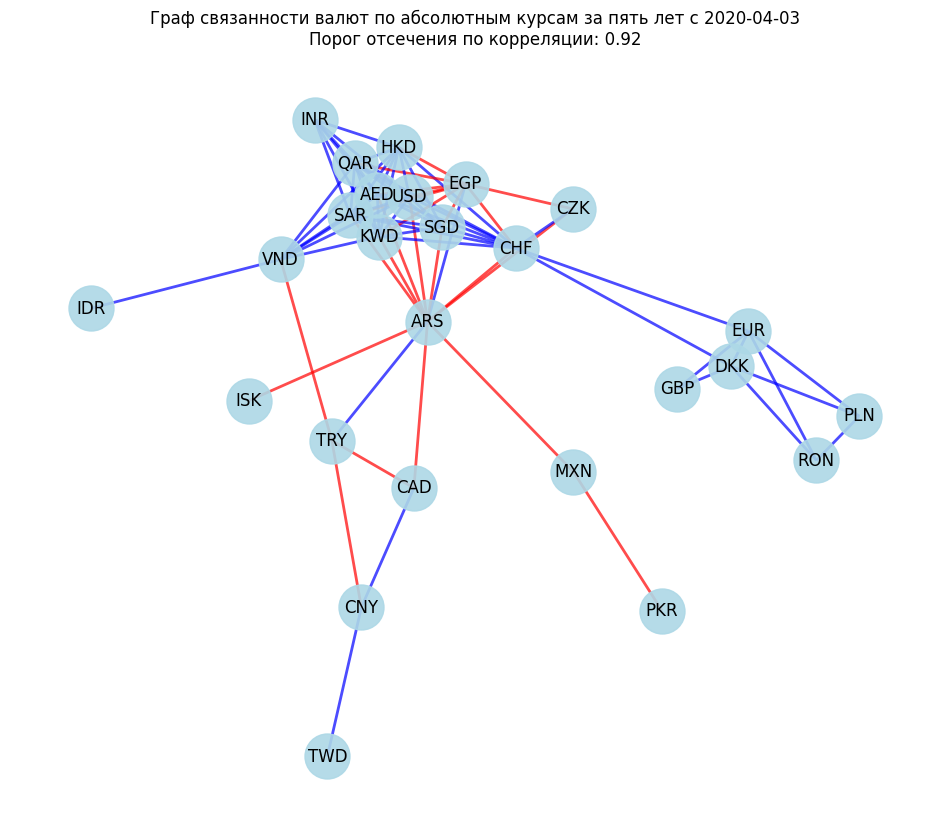 Граф связанности валют по абсолютным курсам за пять лет с 2020-04-03
Порог отсечения по корреляции: 0.92
INR
HKD
QAR
EGP
AED
USD
CZK
SAR
SGD
KWD
CHF
VND
IDR
ARS
EUR
DKK
GBP
ISK
PLN
TRY
RON
MXN
CAD
CNY
PKR
TWD